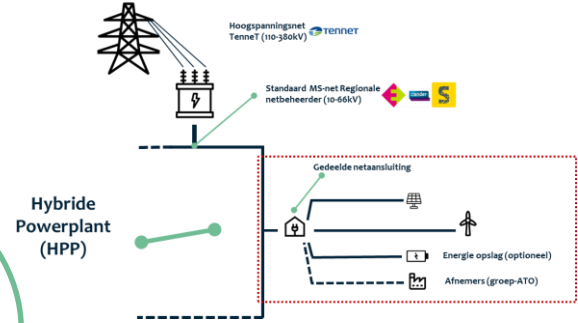 Hoogspanningsnet
TenneT (110-380kV)
TENNET
Standaard MS-net Regionale
netbeheerder (10-66kV)
E
liander
S
Gedeelde netaansluiting
Hybride
Powerplant
(HPP)
Energie opslag (optioneel)
Afnemers (groep-ATO)